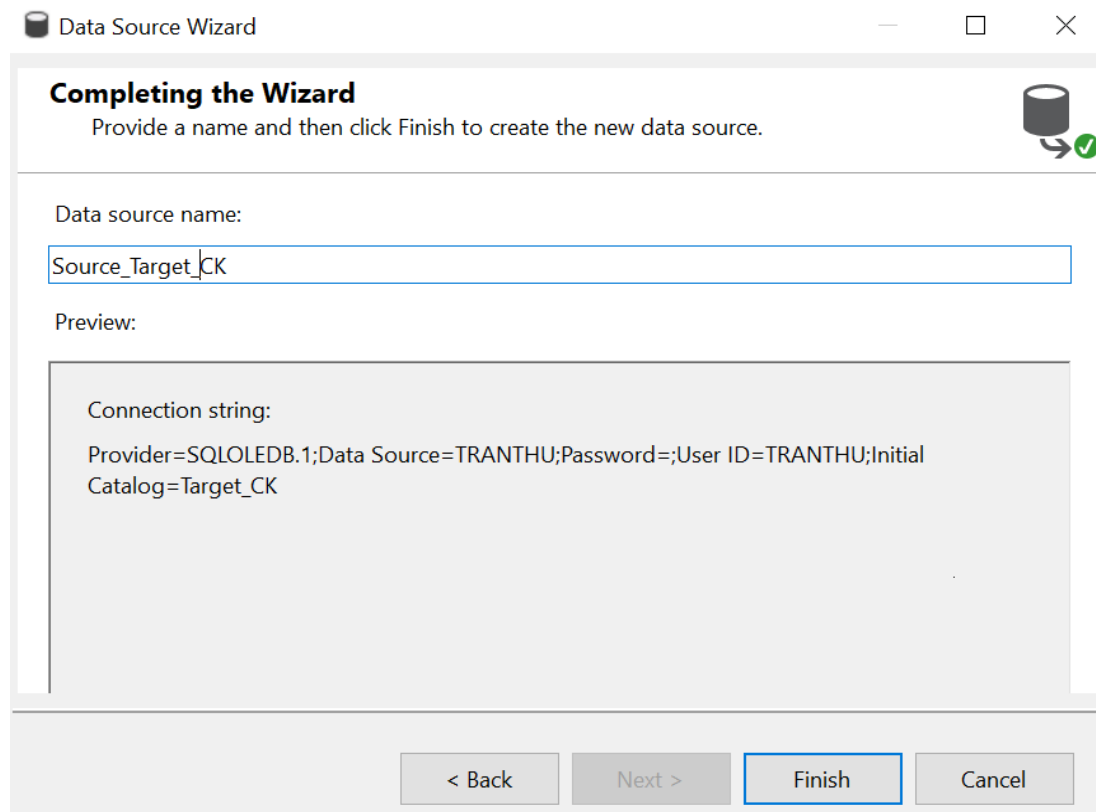 Data Source Wizard
Completing the Wizard
Provide a name and then click Finish to create the new data source.
Data source name:
Source_Target_CK
Preview:
Connection string:
Provider=SQLOLEDB.1;Data Source=TRANTHU;Password=;User ID=TRANTHU;Initial
Catalog=Target_CK
< Back
Next >
Finish
Cancel